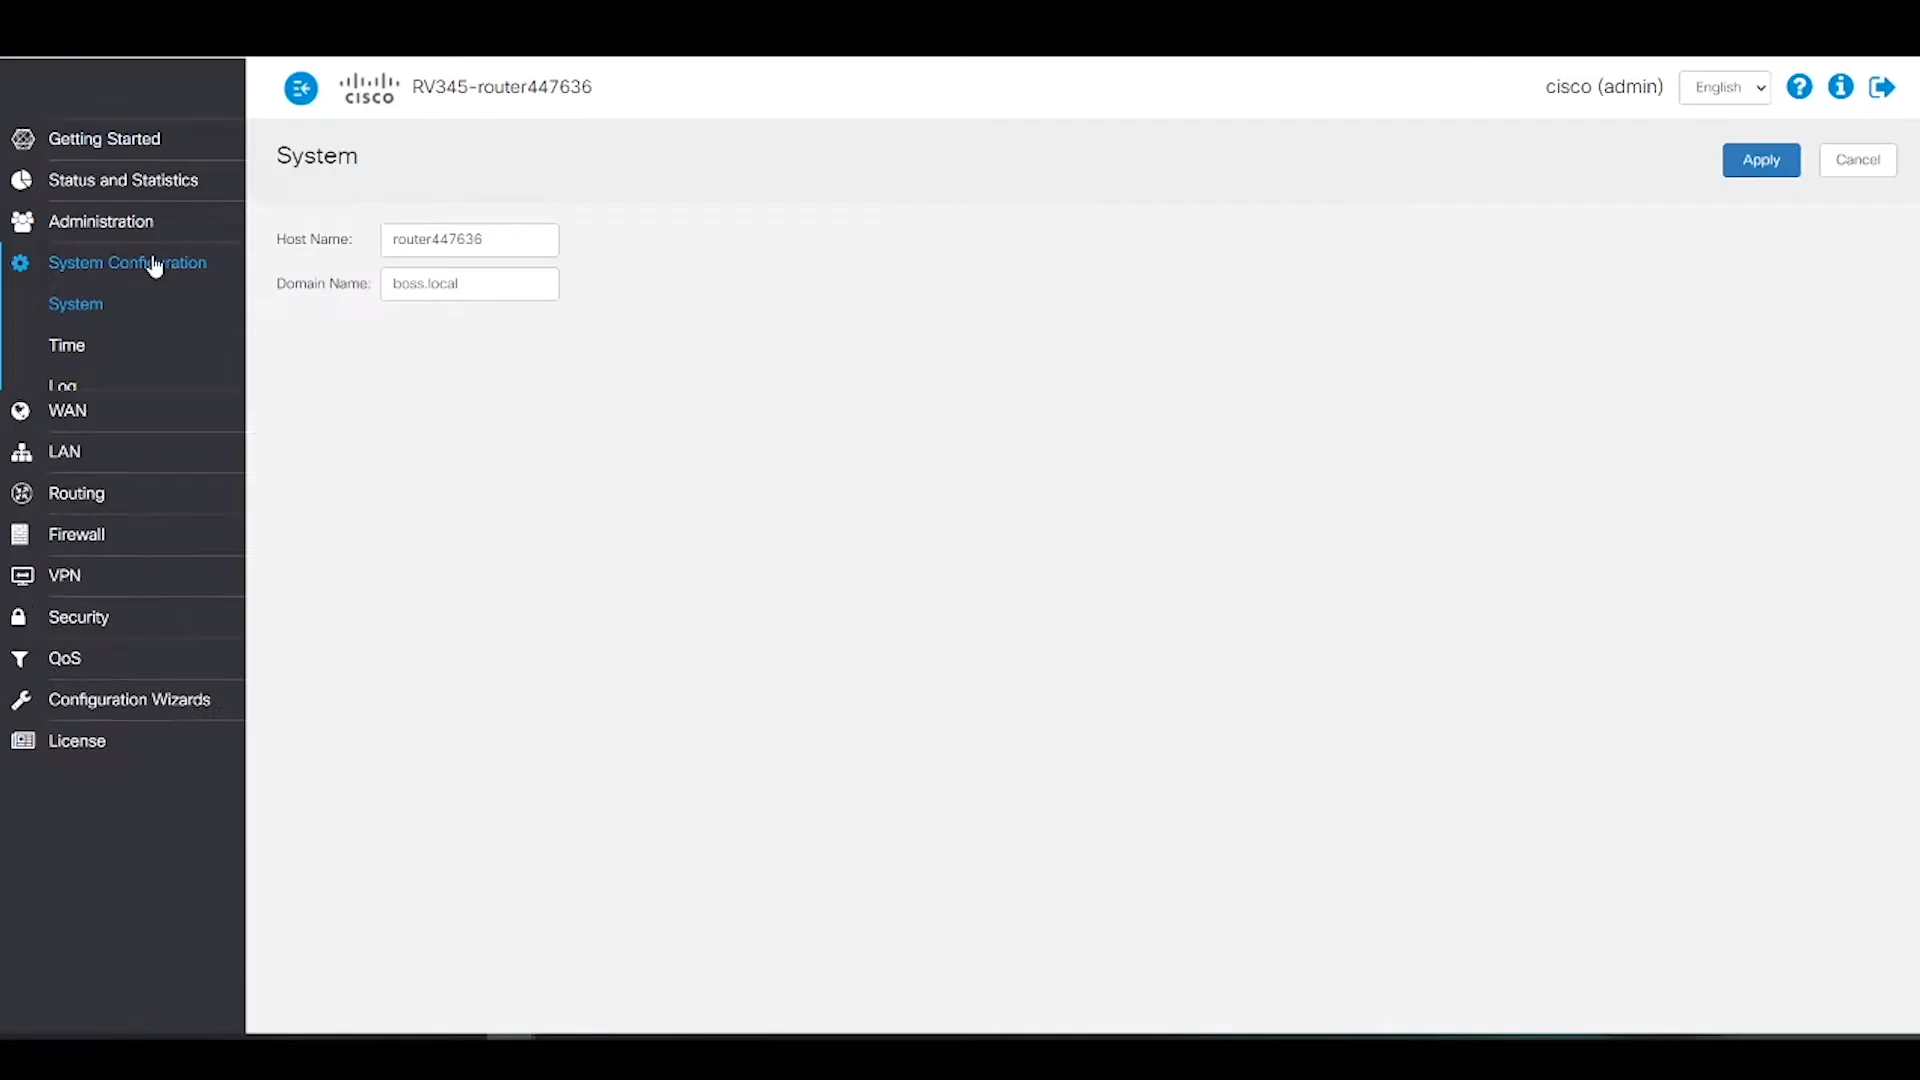 CISCO
RV345-router447636
cisco (admin)
English
Getting Started
Status and Statistics
Administration
System Configuration
System
Time
Log
WAN
LAN
Routing
Firewall
VPN
Security
QoS
Configuration Wizards
License
System
Apply
Cancel
Host Name:
router447636
Domain Name:
boss.local